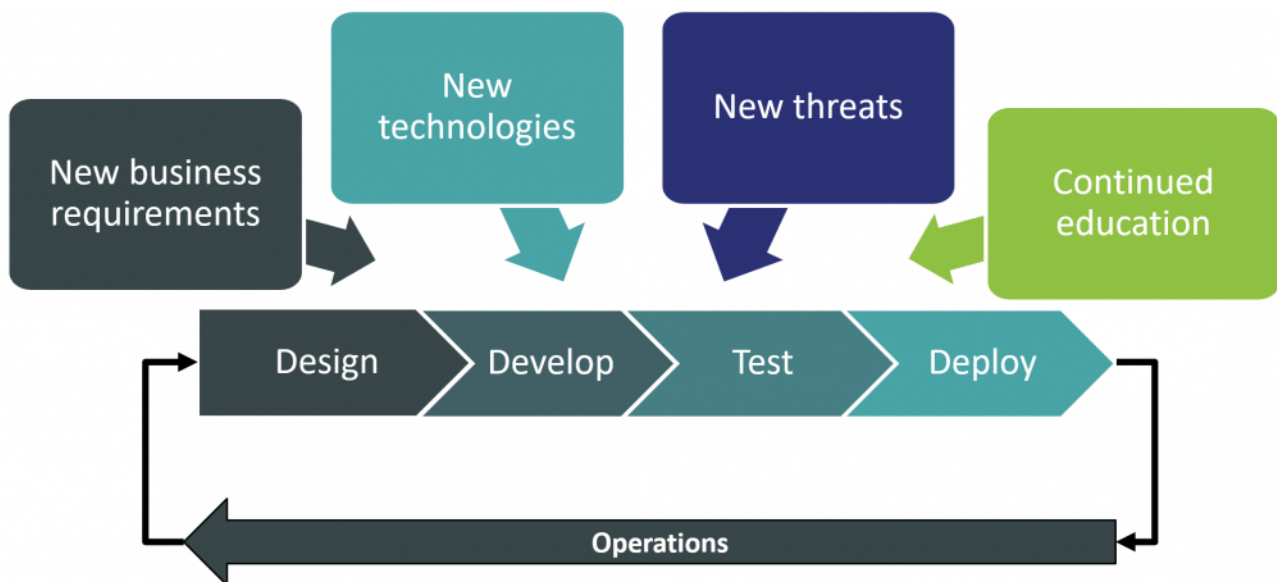 New business
requirements
New
technologies
New threats
Continued
education
Design
Develop
Test
Deploy
Operations